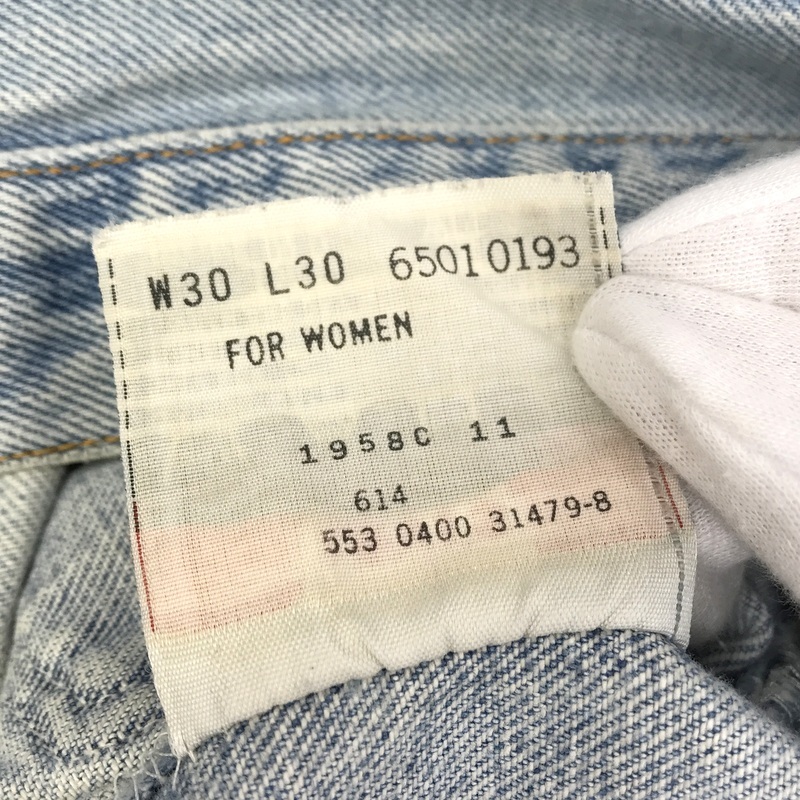 W30 L30 65010193
FOR WOMEN
1958C 11
614
553 0400 31479-8